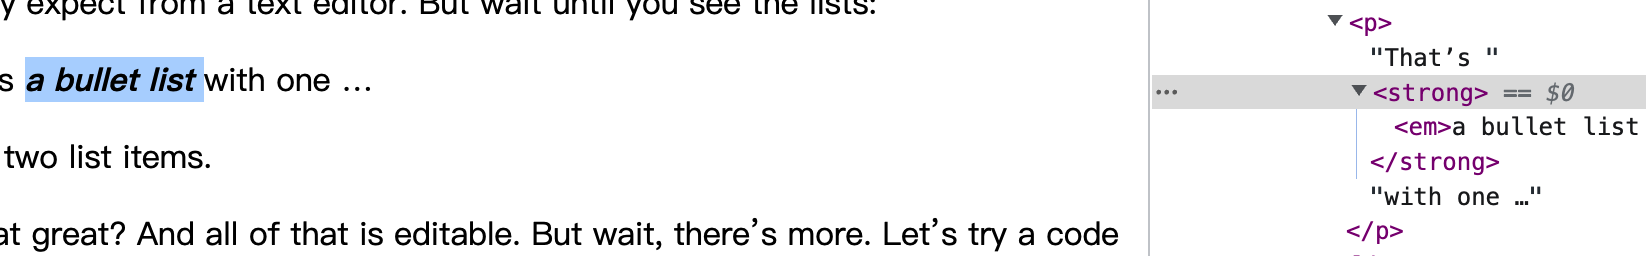 y expect from a text editor. But wait until you see the lists:
s a bullet list with one …
two list items.
at great? And all of that is editable. But wait, there’s more. Let’s try a code
▼<p>
"That’s "
… ▼<strong> == $0
<em>a bullet list
</strong>
"with one …"
</p>